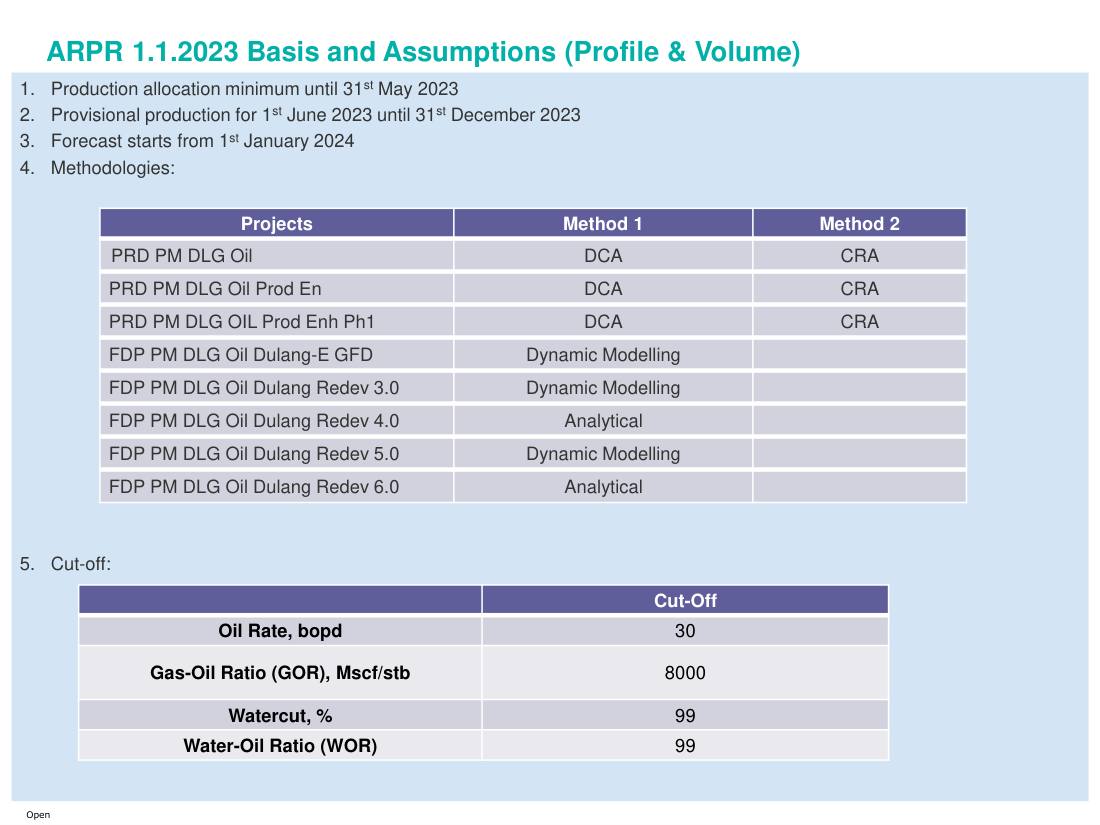 ARPR 1.1.2023 Basis and Assumptions (Profile & Volume)
1. Production allocation minimum until 31st May 2023
2. Provisional production for 1st June 2023 until 31st December 2023
3. Forecast starts from 1st January 2024
4. Methodologies:
Projects Method 1 Method 2
PRD PM DLG Oil DCA CRA
PRD PM DLG Oil Prod En DCA CRA
PRD PM DLG OIL Prod Enh Ph1 DCA CRA
FDP PM DLG Oil Dulang-E GFD Dynamic Modelling
FDP PM DLG Oil Dulang Redev 3.0 Dynamic Modelling
FDP PM DLG Oil Dulang Redev 4.0 Analytical
FDP PM DLG Oil Dulang Redev 5.0 Dynamic Modelling
FDP PM DLG Oil Dulang Redev 6.0 Analytical
5. Cut-off:
Cut-Off
Oil Rate, bopd 30
Gas-Oil Ratio (GOR), Mscf/stb 8000
Watercut, % 99
Water-Oil Ratio (WOR) 99
Open